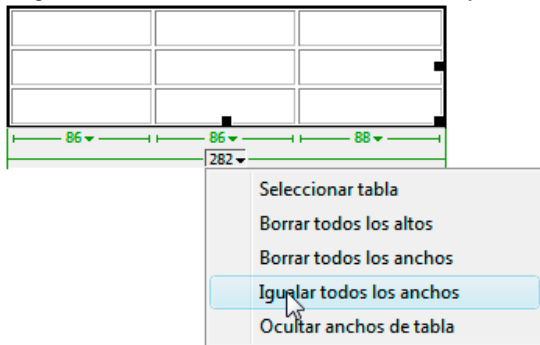 86 86 88
282
Seleccionar tabla
Borrar todos los altos
Borrar todos los anchos
Igualar todos los anchos
Ocultar anchos de tabla